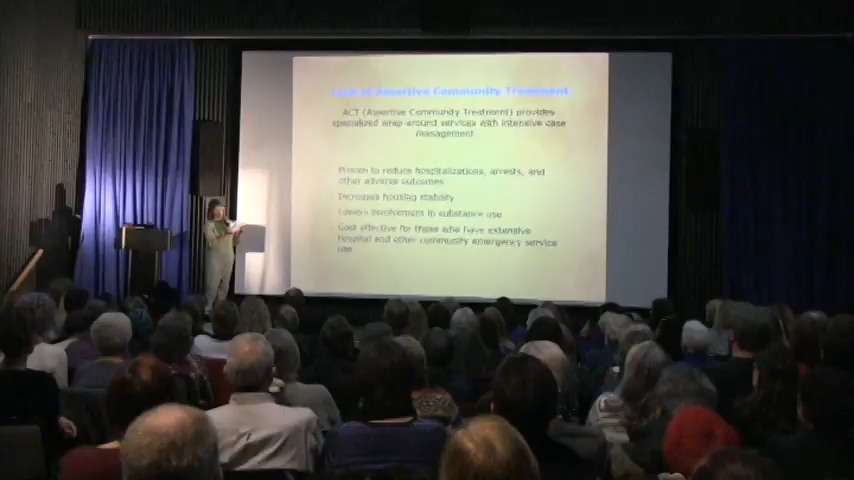 Lack of Assertive Community Treatment
ACT (Assertive Community Treatment) provides
specialized wrap around services with intensive case
management
Proven to reduce hospitalizations, arrests, and
other adverse outcomes
Increases housing stability
Lowers involvement in substance use
Cost effective for those who have extensive
hospital and other community emergency service
use